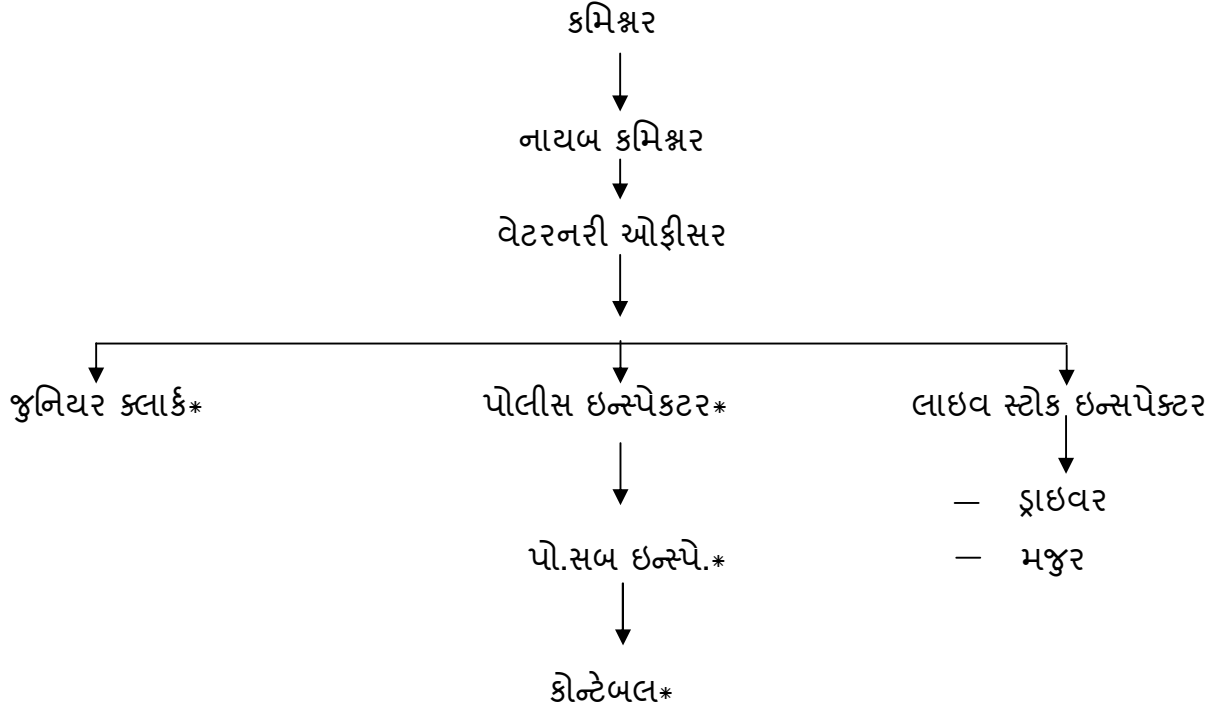 કમિશ્નર
નાયબ કમિશ્નર
વેટરનરી ઓફીસર
જુનિયર ક્લાર્ક* પોલીસ ઇન્સ્પેકટર* લાઇવ સ્ટોક ઇન્સપેક્ટર
— ડ્રાઇવર
પો.સબ ઇન્સ્પે.* — મજુર
કોન્ટેબલ*